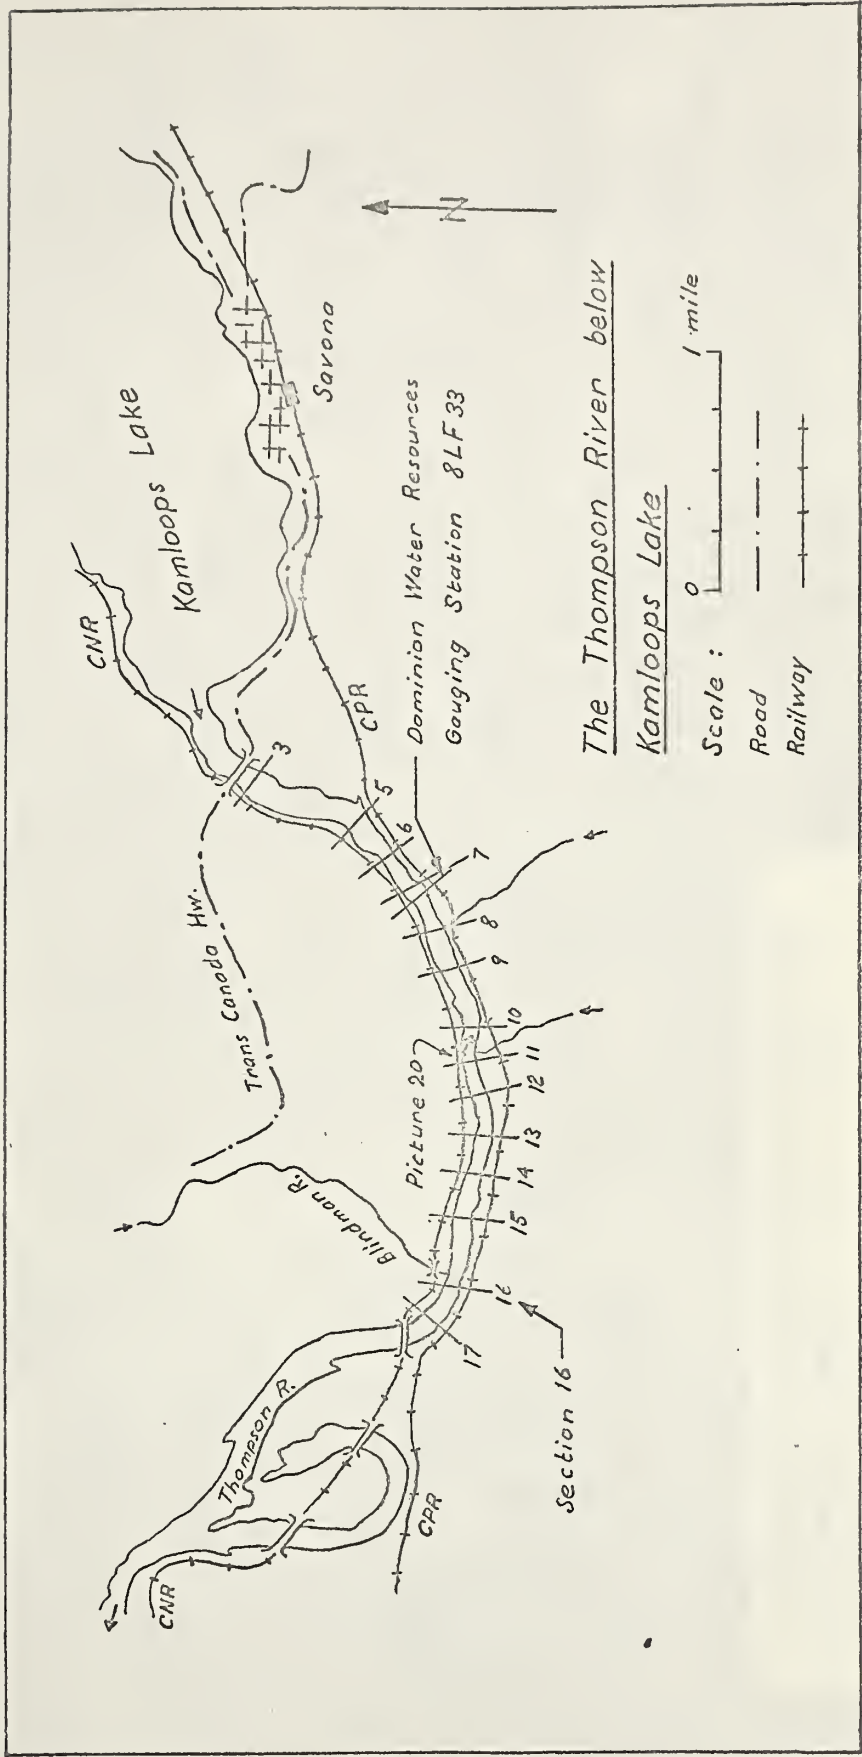 CNR
Kamloops Lake
Savona
CPR
Trans Canada Hw.
Blindman R.
Picture 20
Thompson R.
CNR
CPR
Dominion Water Resources
Gauging Station 8LF33
3
5
6
7
8
9
10
11
12
13
14
15
16
17
Section 16
N
The Thompson River below
Kamloops Lake
Scale : 0 1 mile
Road
Railway